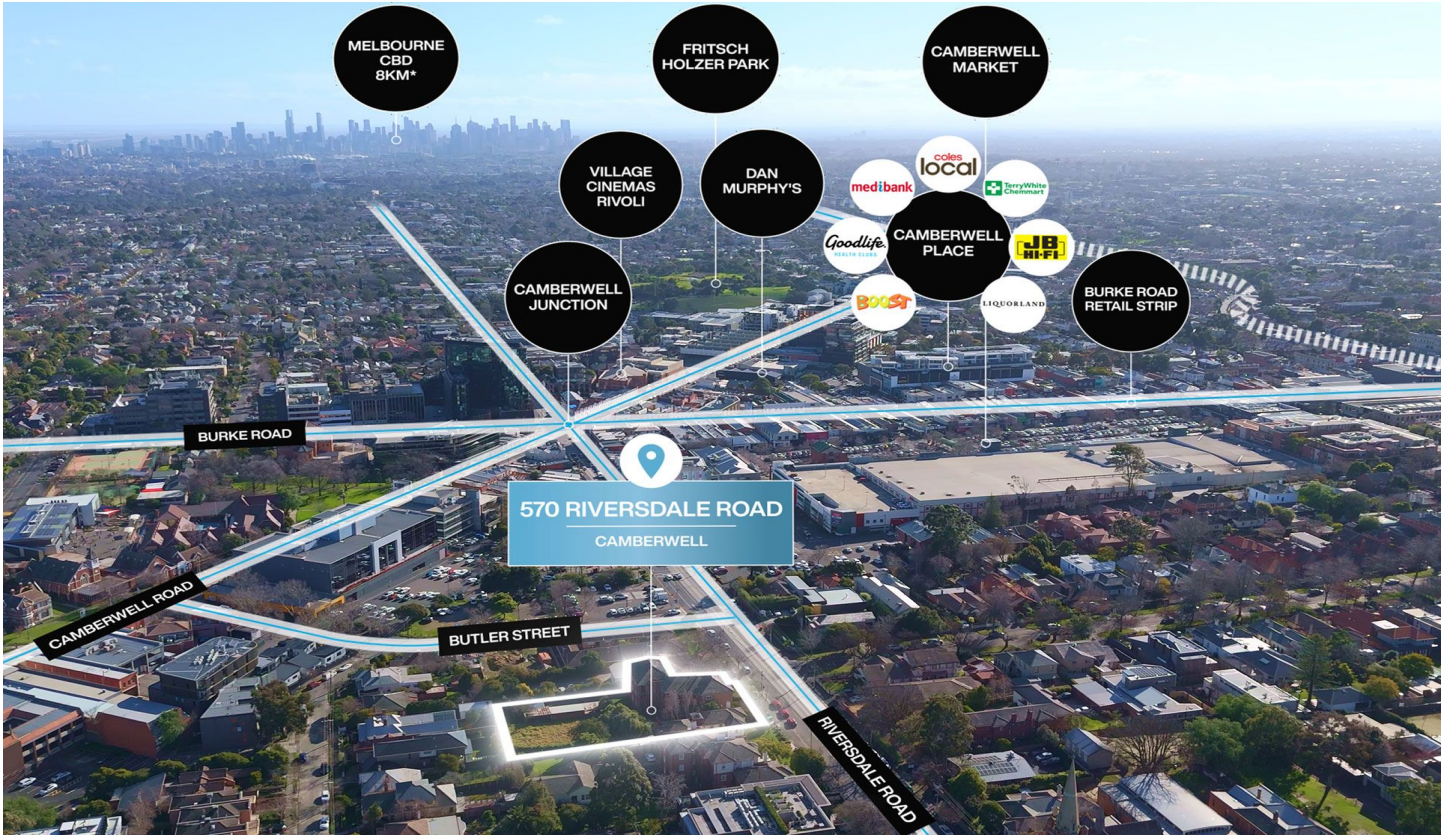 MELBOURNE
CBD
8KM*
FRITSCH
HOLZER PARK
CAMBERWELL
MARKET
VILLAGE
CINEMAS
RIVOLI
DAN
MURPHY'S
coles
local
medibank
TerryWhite
Chemmart
Goodlife.
HEALTH CLUBS
CAMBERWELL
PLACE
JB
HI-FI
BOOST
LIQUORLAND
CAMBERWELL
JUNCTION
BURKE ROAD
RETAIL STRIP
BURKE ROAD
570 RIVERSDALE ROAD
CAMBERWELL
CAMBERWELL ROAD
BUTLER STREET
RIVERSDALE ROAD